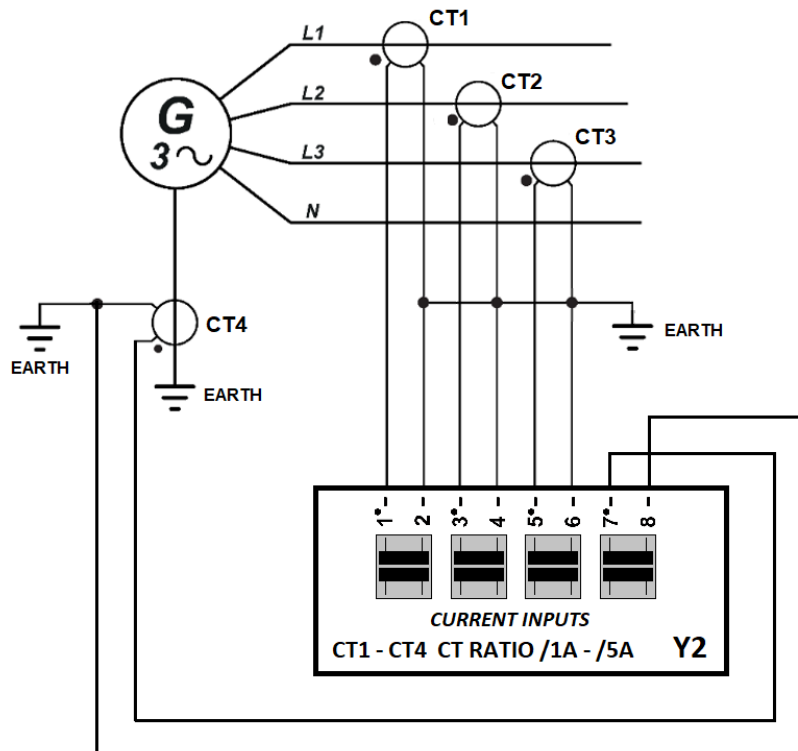 CT1
L1
L2
CT2
G
3~
L3
CT3
N
CT4
EARTH
EARTH
EARTH
1 2 3 4 5 6 7 8
CURRENT INPUTS
CT1 - CT4 CT RATIO /1A - /5A Y2